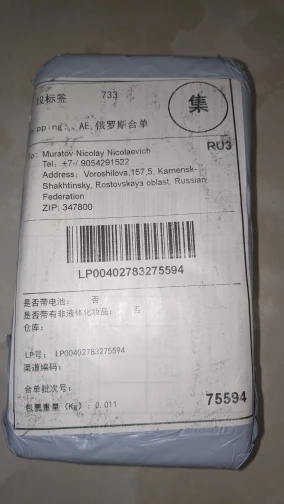 投标签 733
集
pping: AE 俄罗斯合单
RU3
To: Muratov Nicolay Nicolaevich
Tel: +7-9054291522
Address: Voroshilova,157,5, Kamensk-
Shakhtinsky, Rostovskaya oblast, Russian
Federation
ZIP: 347800
LP00402783275594
是否带电池: 否
是否带有非液体化妆品: 否
仓库:
LP号: LP00402783275594
渠道编码:
合单批次号:
75594
包裹重量(Kg): 0.011